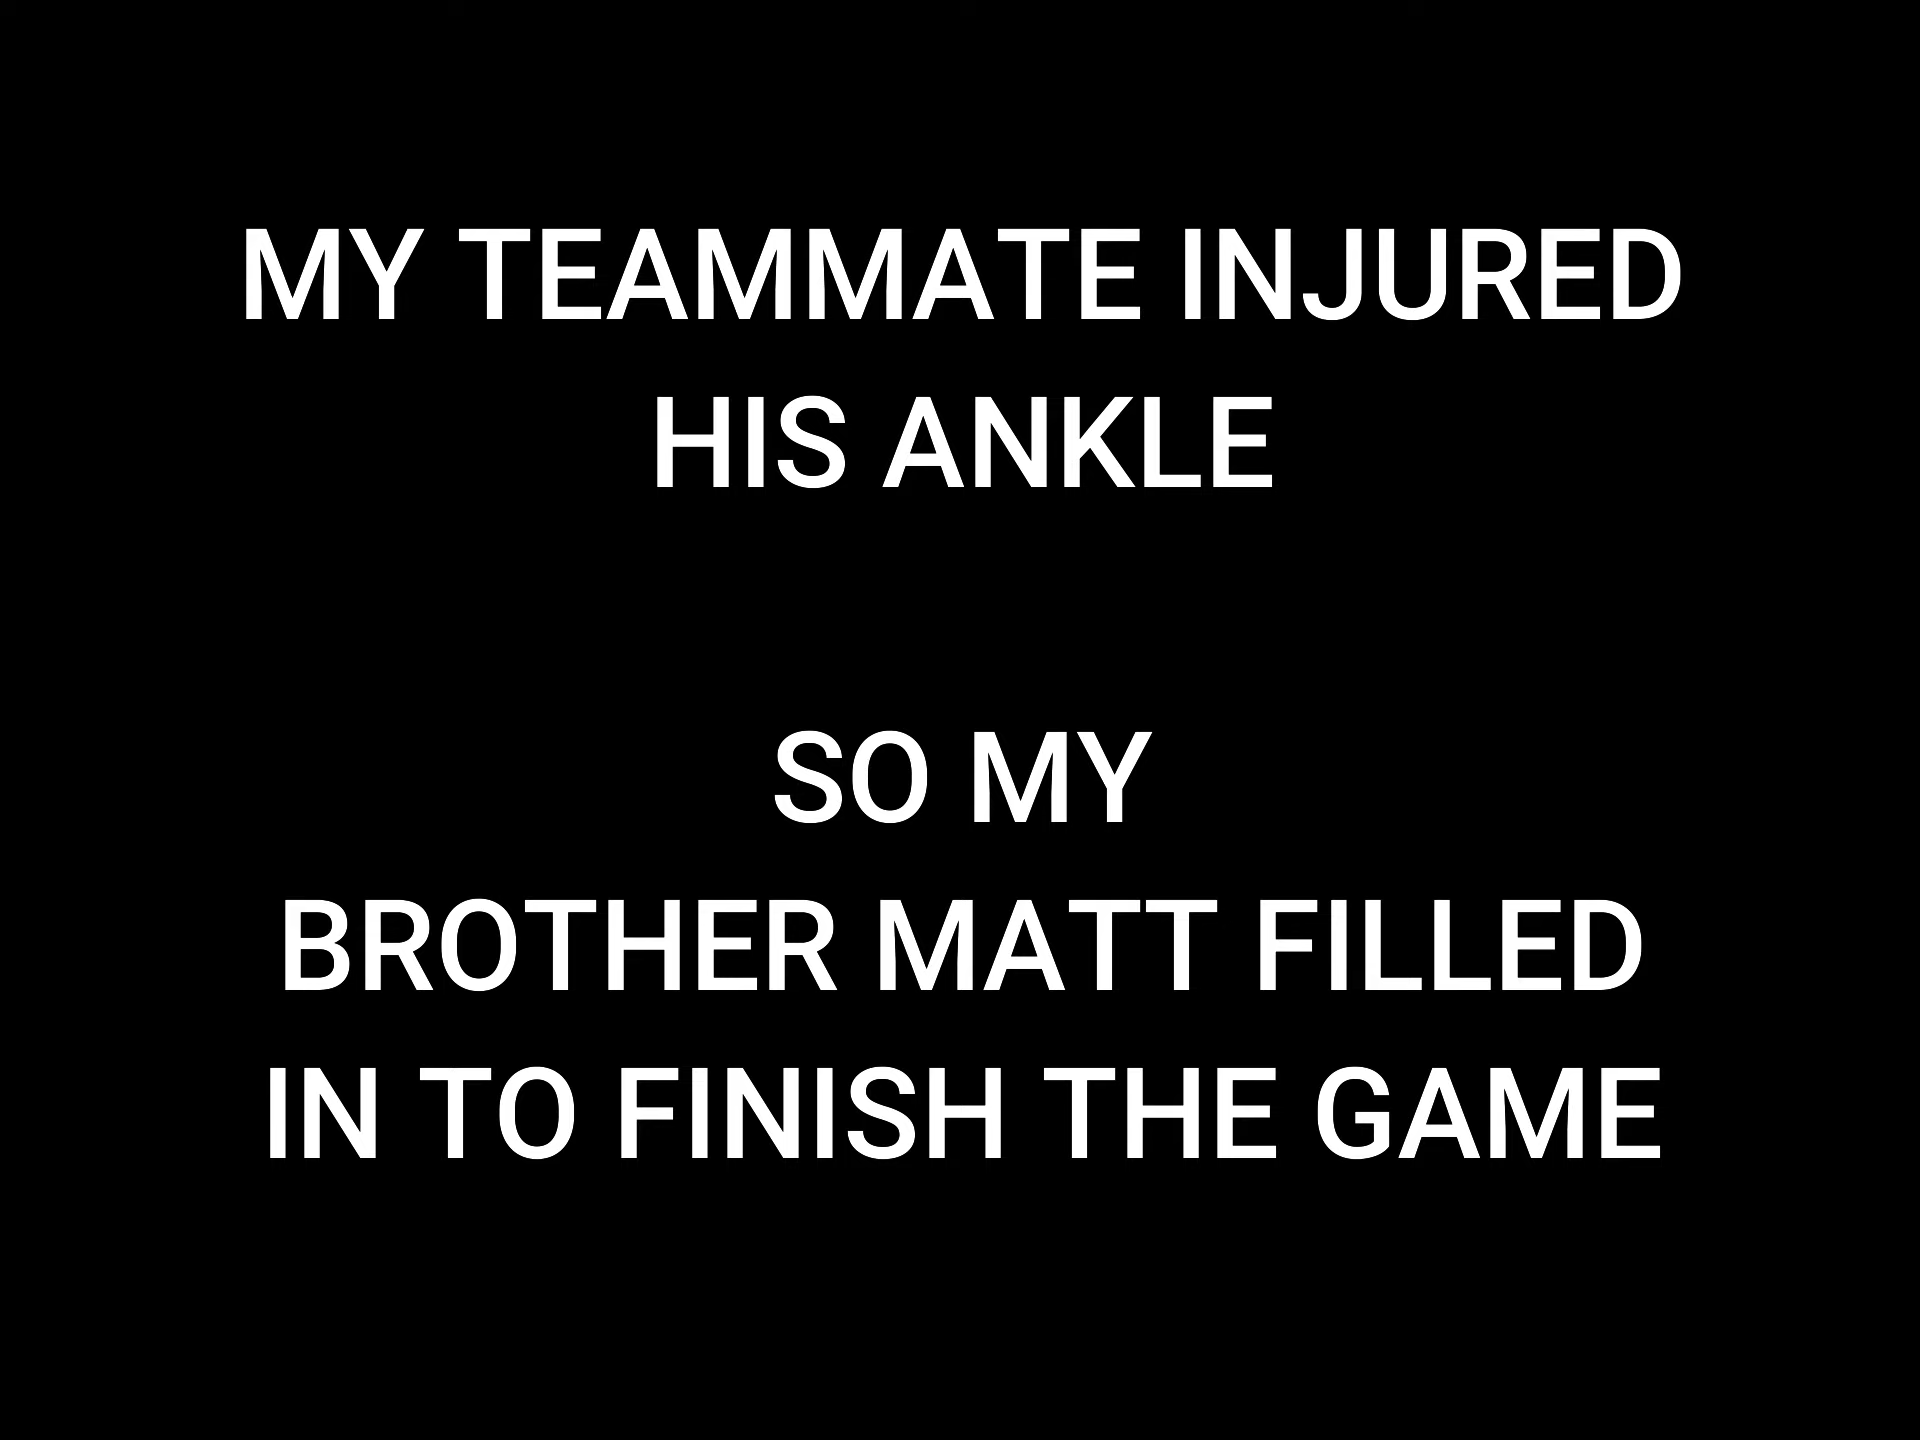 MY TEAMMATE INJURED
HIS ANKLE
SO MY
BROTHER MATT FILLED
IN TO FINISH THE GAME